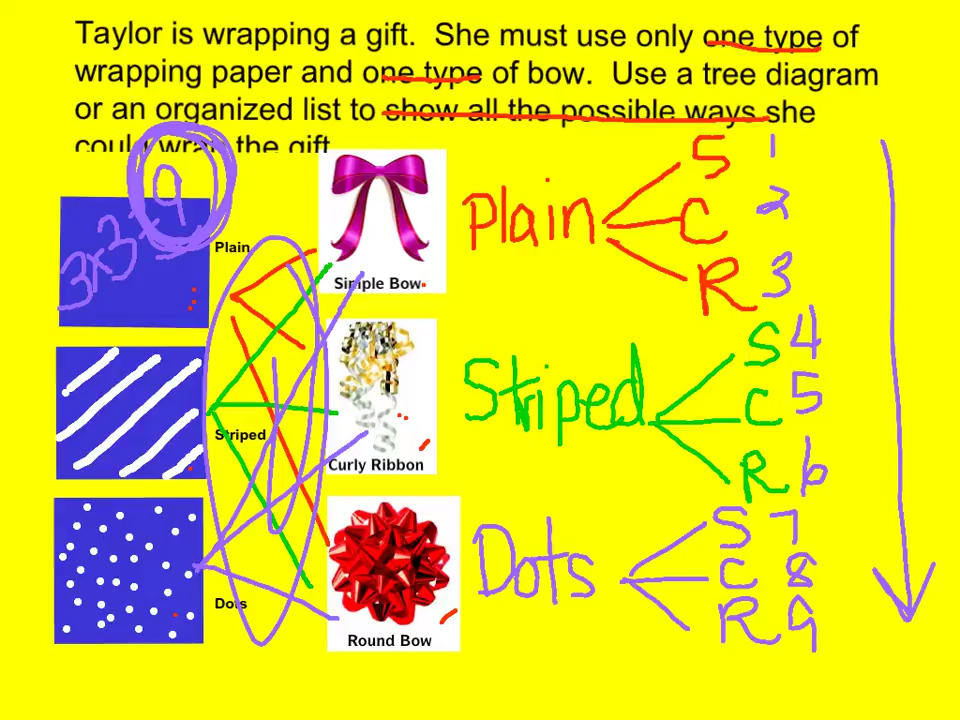 Taylor is wrapping a gift. She must use only one type of
wrapping paper and one type of bow. Use a tree diagram
or an organized list to show all the possible ways she
could wrap the gift
3x3=9
Plain
Simple Bow
Striped
Curly Ribbon
Dots
Round Bow
Plain
S 1
C 2
R 3
Striped
S 4
C 5
R 6
Dots
S 7
C 8
R 9